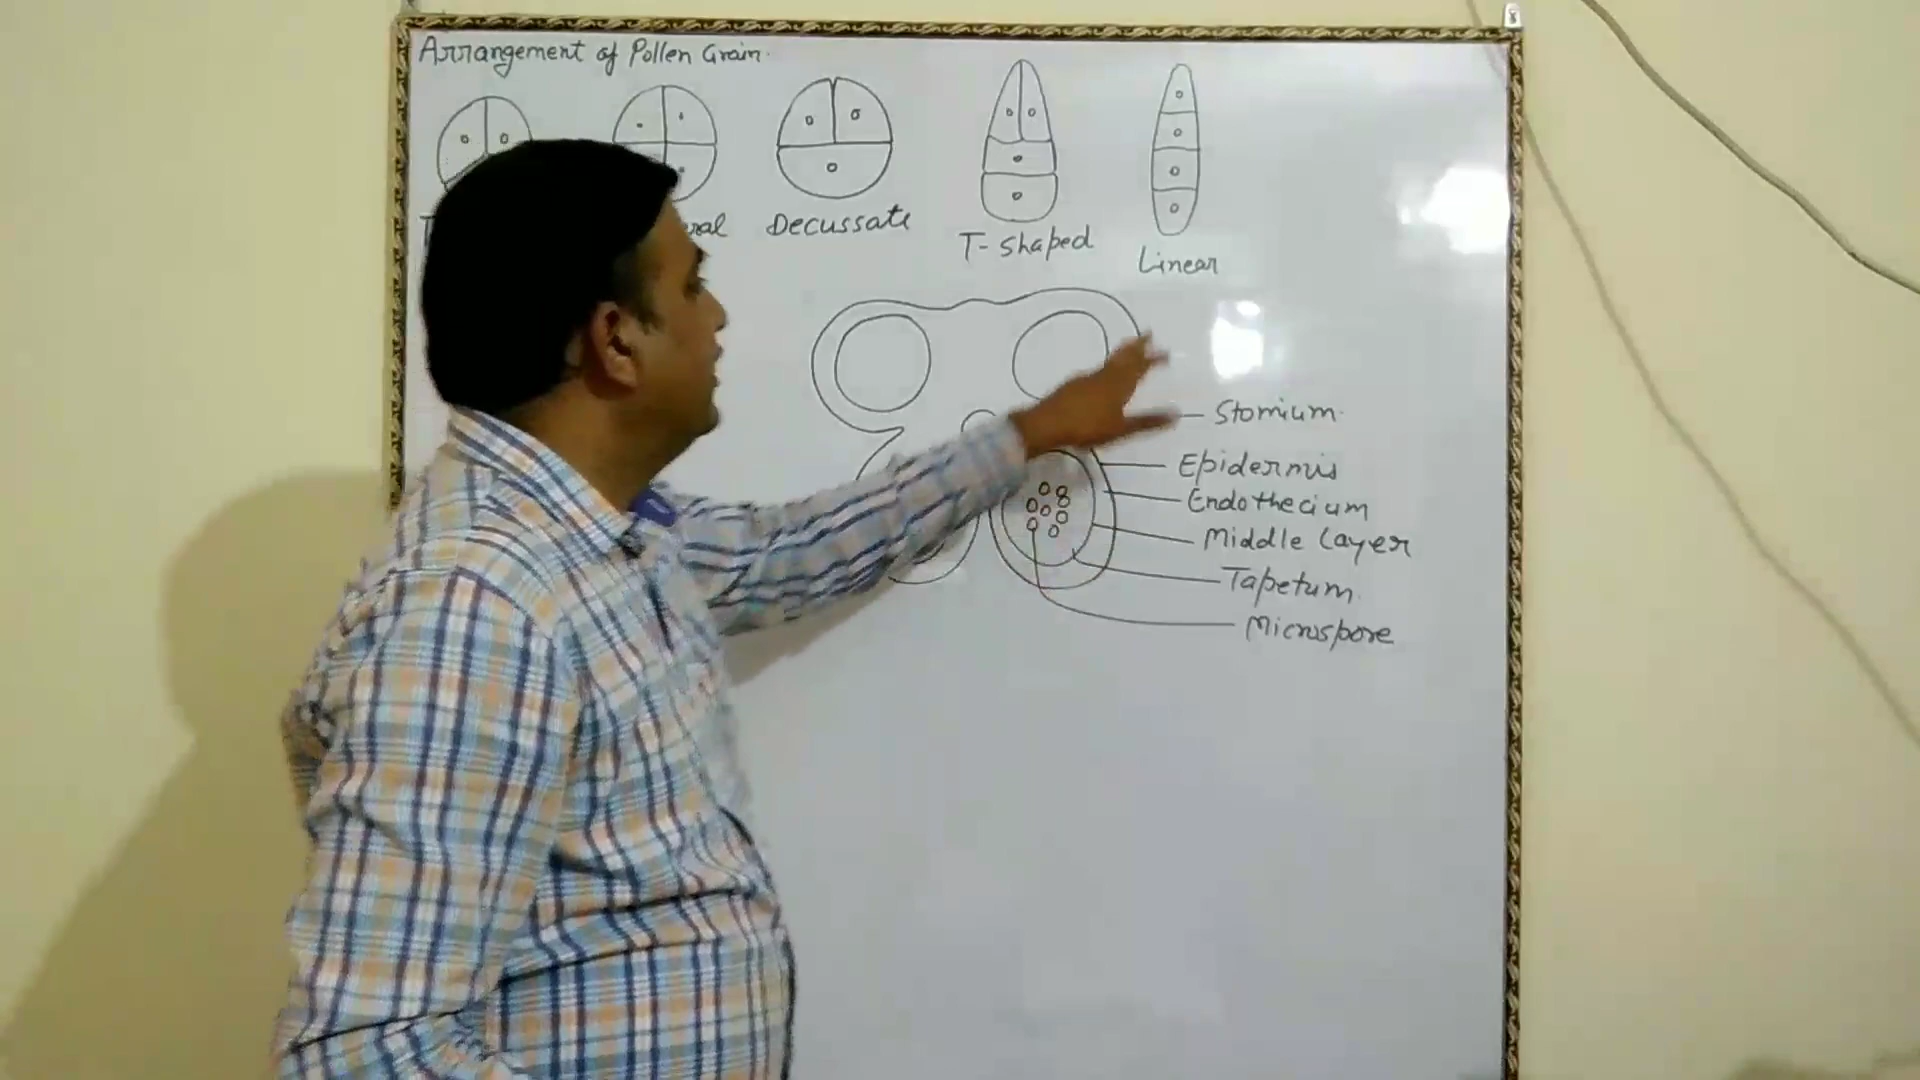 Arrangement of Pollen Grain.
Decussate
T- Shaped
Linear
Stomium.
Epidermis
Endothecium
Middle Layer
Tapetum.
Microspore